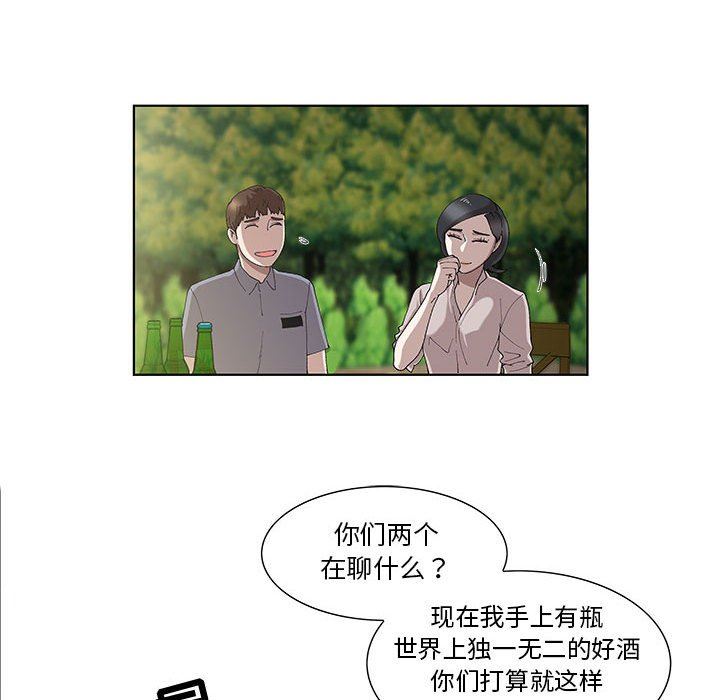 你们两个
在聊什么？
现在我手上有瓶
世界上独一无二的好酒
你们打算就这样